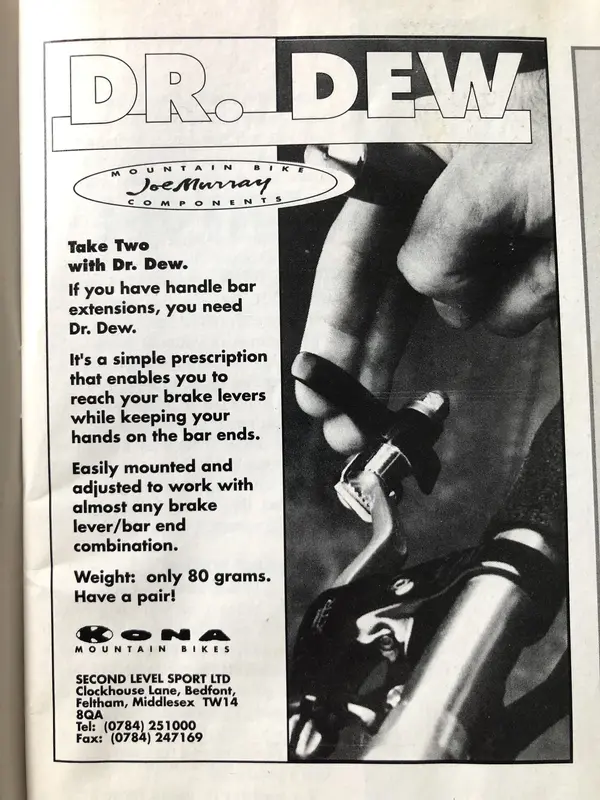 DR. DEW
MOUNTAIN BIKE
Joe Murray
COMPONENTS
Take Two
with Dr. Dew.
If you have handle bar
extensions, you need
Dr. Dew.
It's a simple prescription
that enables you to
reach your brake levers
while keeping your
hands on the bar ends.
Easily mounted and
adjusted to work with
almost any brake
lever/bar end
combination.
Weight: only 80 grams.
Have a pair!
KONA
MOUNTAIN BIKES
SECOND LEVEL SPORT LTD
Clockhouse Lane, Bedfont,
Feltham, Middlesex TW14
8QA
Tel: (0784) 251000
Fax: (0784) 247169